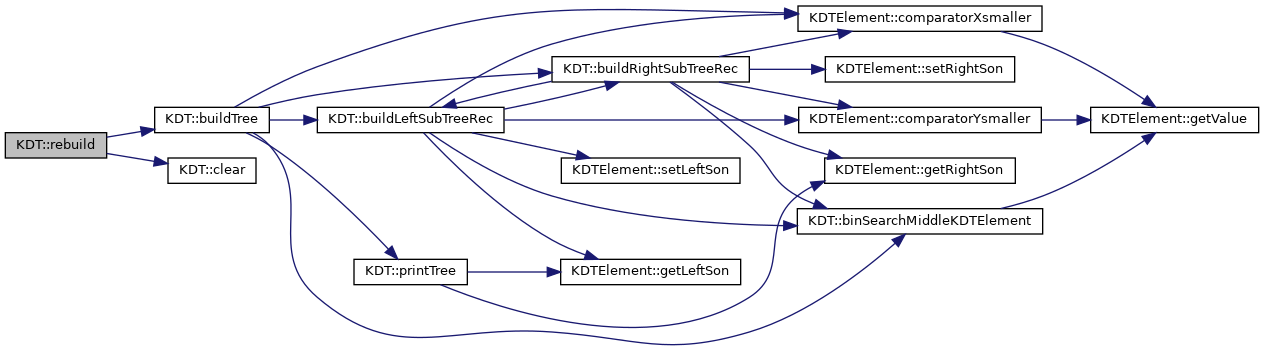 KDT::rebuild
KDT::buildTree
KDT::clear
KDT::buildLeftSubTreeRec
KDT::printTree
KDT::buildRightSubTreeRec
KDTElement::setLeftSon
KDTElement::getLeftSon
KDTElement::comparatorXsmaller
KDTElement::setRightSon
KDTElement::comparatorYsmaller
KDTElement::getRightSon
KDT::binSearchMiddleKDTElement
KDTElement::getValue